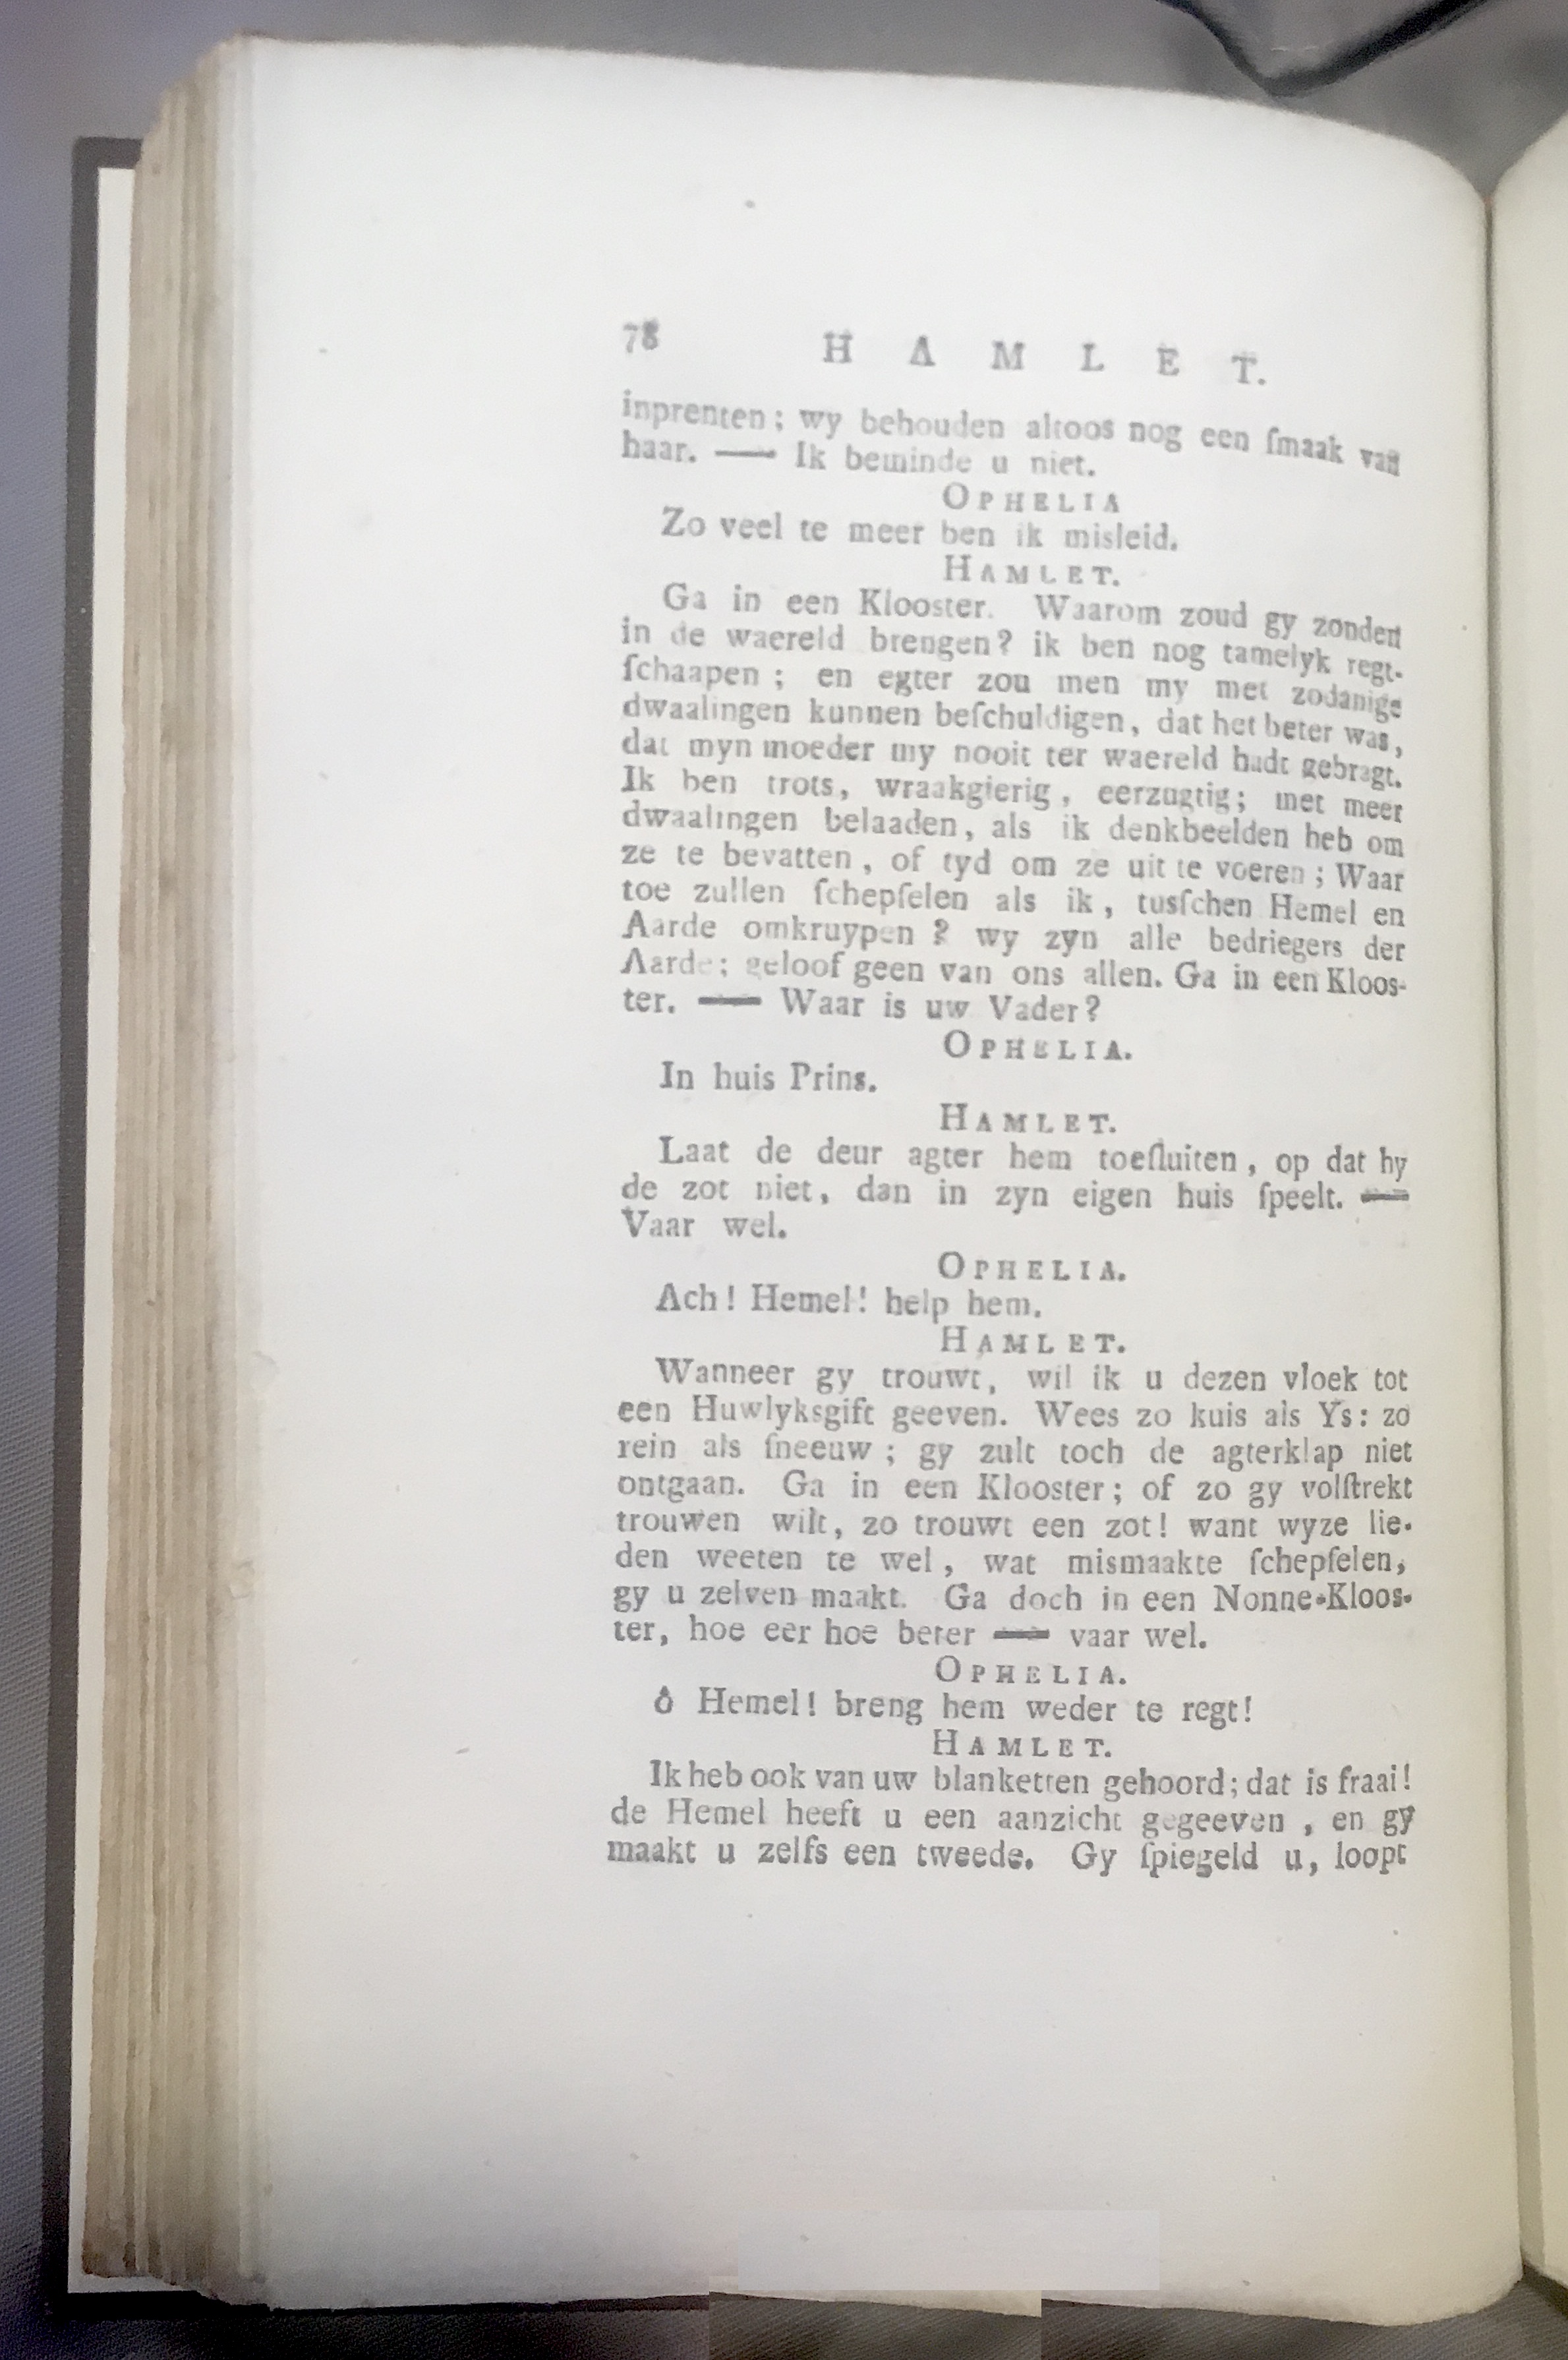 78 HAMLET.
inprenten; wy behouden altoos nog een ſmaak van
haar. — Ik beminde u niet.
OPHELIA
Zo veel te meer ben ik misleid.
HAMLET.
Ga in een Klooster. Waarom zoud gy zonden
in de waereld brengen? ik ben nog tamelyk regt-
ſchaapen; en egter zou men my met zodanige
dwaalingen kunnen beſchuldigen, dat het beter was,
dat myn moeder my nooit ter waereld hadt gebragt.
Ik ben trots, wraakgierig, eerzugtig; met meer
dwaalingen belaaden, als ik denkbeelden heb om
ze te bevatten, of tyd om ze uit te voeren; Waar
toe zullen ſchepſelen als ik, tusſchen Hemel en
Aarde omkruypen? wy zyn alle bedriegers der
Aarde; geloof geen van ons allen. Ga in een Kloos-
ter. — Waar is uw Vader?
OPHELIA.
In huis Prins.
HAMLET.
Laat de deur agter hem toeſluiten, op dat hy
de zot niet, dan in zyn eigen huis ſpeelt. —
Vaar wel.
OPHELIA.
Ach! Hemel! help hem.
HAMLET.
Wanneer gy trouwt, wil ik u dezen vloek tot
een Huwlyksgift geeven. Wees zo kuis als Ys: zo
rein als ſneeuw; gy zult toch de agterklap niet
ontgaan. Ga in een Klooster; of zo gy volſtrekt
trouwen wilt, zo trouwt een zot! want wyze lie-
den weeten te wel, wat mismaakte ſchepſelen,
gy u zelven maakt. Ga doch in een Nonne-Kloos-
ter, hoe eer hoe beter — vaar wel.
OPHELIA.
ô Hemel! breng hem weder te regt!
HAMLET.
Ik heb ook van uw blanketten gehoord; dat is fraai!
de Hemel heeft u een aanzicht gegeeven, en gy
maakt u zelfs een tweede. Gy ſpiegeld u, loopt